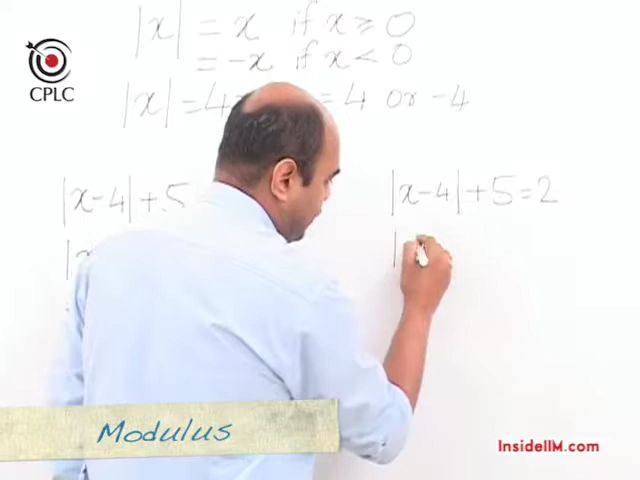 |x| = x if x ≥ 0
= -x if x < 0
|x| = 4 = 4 or -4
CPLC
|x-4| + 5
|x-4| + 5 = 2
|x
|
Modulus
InsideIIM.com